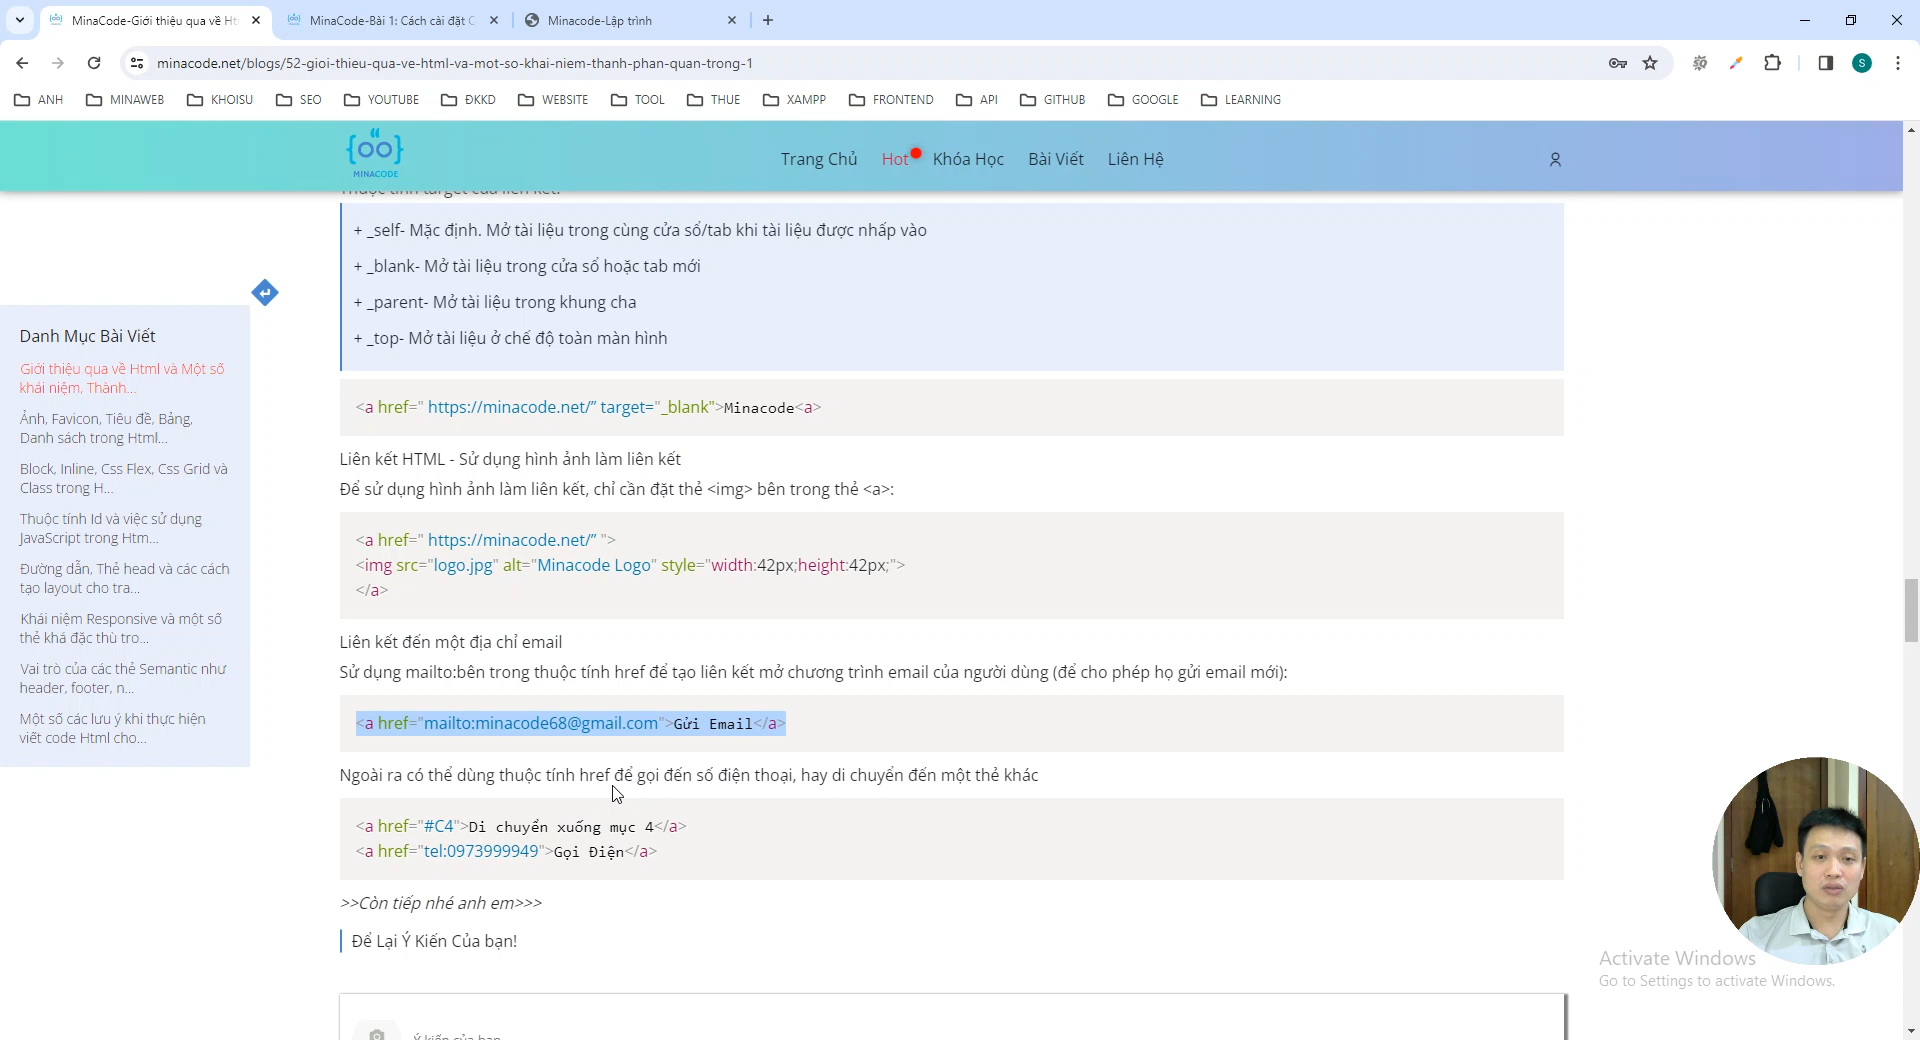 MinaCode-Giới thiệu qua về Ht
MinaCode-Bài 1: Cách cài đặt C
Minacode-Lập trình
minacode.net/blogs/52-gioi-thieu-qua-ve-html-va-mot-so-khai-niem-thanh-phan-quan-trong-1
S
ANH
MINAWEB
KHOISU
SEO
YOUTUBE
ĐKKD
WEBSITE
TOOL
THUE
XAMPP
FRONTEND
API
GITHUB
GOOGLE
LEARNING
{oo}
MINACODE
Trang Chủ
Hot
Khóa Học
Bài Viết
Liên Hệ
Thuộc tính target của liên kết:
+ _self- Mặc định. Mở tài liệu trong cùng cửa sổ/tab khi tài liệu được nhấp vào
+ _blank- Mở tài liệu trong cửa sổ hoặc tab mới
+ _parent- Mở tài liệu trong khung cha
+ _top- Mở tài liệu ở chế độ toàn màn hình
Danh Mục Bài Viết
Giới thiệu qua về Html và Một số
khái niệm, Thành...
Ảnh, Favicon, Tiêu đề, Bảng,
Danh sách trong Html...
Block, Inline, Css Flex, Css Grid và
Class trong H...
Thuộc tính Id và việc sử dụng
JavaScript trong Htm...
Đường dẫn, Thẻ head và các cách
tạo layout cho tra...
Khái niệm Responsive và một số
thẻ khá đặc thù tro...
Vai trò của các thẻ Semantic như
header, footer, n...
Một số các lưu ý khi thực hiện
viết code Html cho...
<a href=" https://minacode.net/” target="_blank">Minacode<a>
Liên kết HTML - Sử dụng hình ảnh làm liên kết
Để sử dụng hình ảnh làm liên kết, chỉ cần đặt thẻ <img> bên trong thẻ <a>:
<a href=" https://minacode.net/” ">
<img src="logo.jpg" alt="Minacode Logo" style="width:42px;height:42px;">
</a>
Liên kết đến một địa chỉ email
Sử dụng mailto:bên trong thuộc tính href để tạo liên kết mở chương trình email của người dùng (để cho phép họ gửi email mới):
<a href="mailto:minacode68@gmail.com">Gửi Email</a>
Ngoài ra có thể dùng thuộc tính href để gọi đến số điện thoại, hay di chuyển đến một thẻ khác
<a href="#C4">Di chuyển xuống mục 4</a>
<a href="tel:0973999949">Gọi Điện</a>
>>Còn tiếp nhé anh em>>>
Để Lại Ý Kiến Của bạn!
Ý kiến của bạn
Activate Windows
Go to Settings to activate Windows.